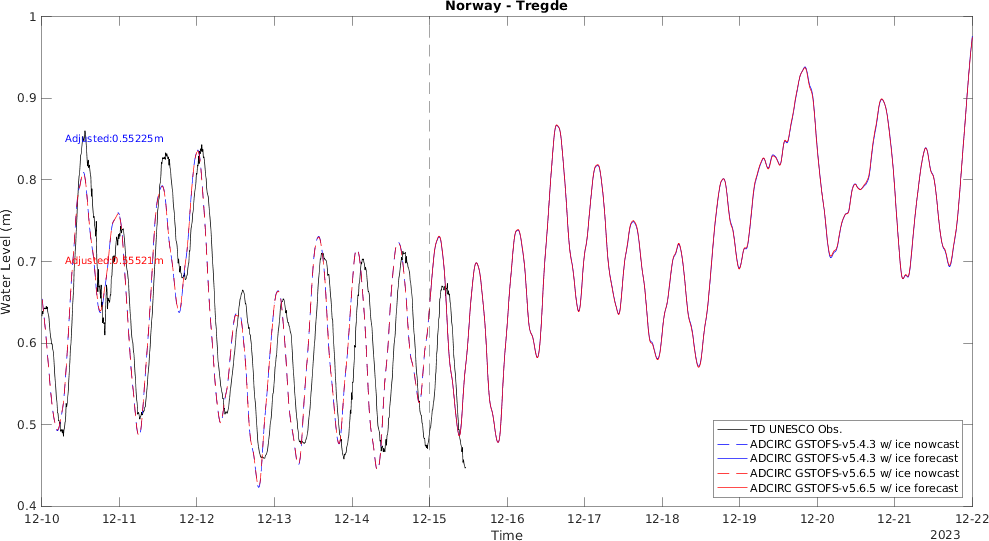 Norway - Tregde
1
0.9
0.8
0.7
0.6
0.5
0.4
Water Level (m)
Adjusted:0.55225m
Adjusted:0.55521m
TD UNESCO Obs.
ADCIRC GSTOFS-v5.4.3 w/ ice nowcast
ADCIRC GSTOFS-v5.4.3 w/ ice forecast
ADCIRC GSTOFS-v5.6.5 w/ ice nowcast
ADCIRC GSTOFS-v5.6.5 w/ ice forecast
12-10 12-11 12-12 12-13 12-14 12-15 12-16 12-17 12-18 12-19 12-20 12-21 12-22
Time
2023